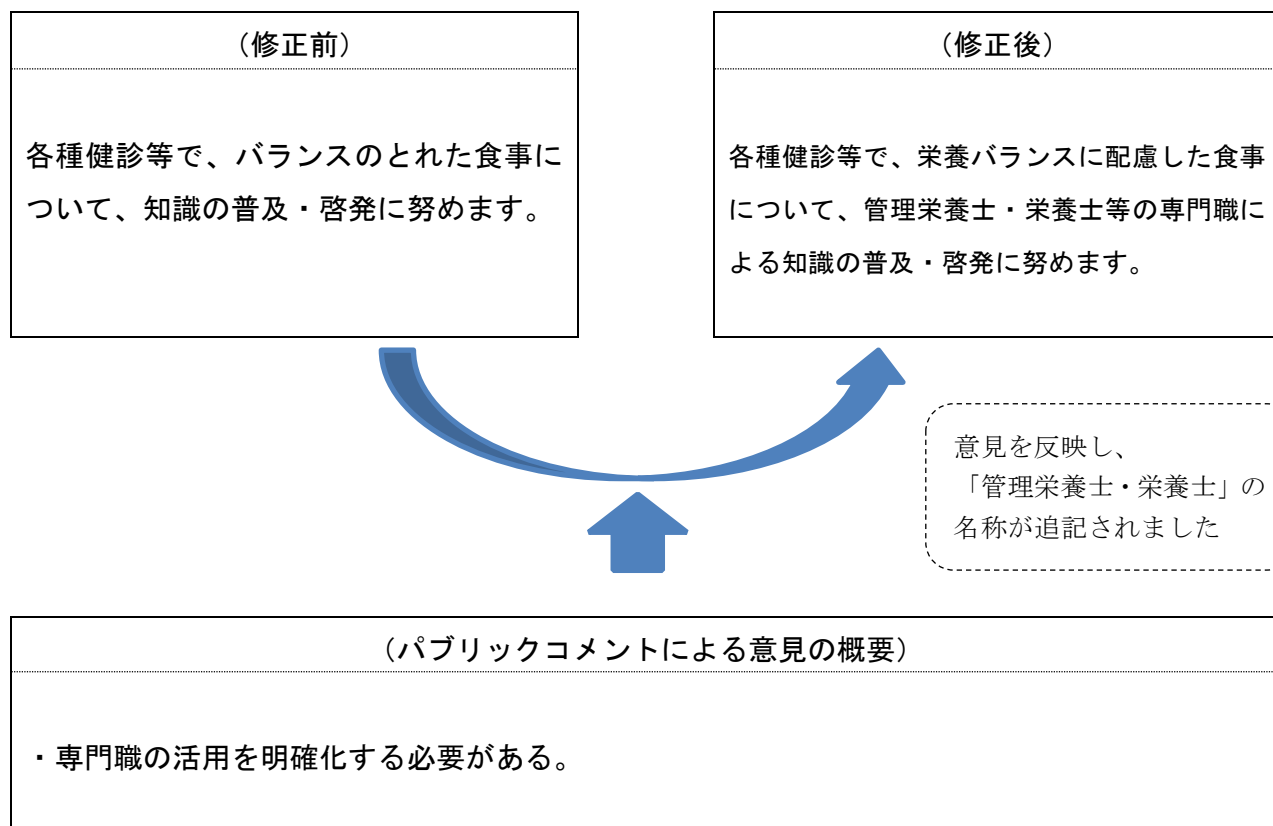 （修正前）
各種健診等で、バランスのとれた食事に
ついて、知識の普及・啓発に努めます。
（修正後）
各種健診等で、栄養バランスに配慮した食事
について、管理栄養士・栄養士等の専門職に
よる知識の普及・啓発に努めます。
意見を反映し、
「管理栄養士・栄養士」の
名称が追記されました
（パブリックコメントによる意見の概要）
・専門職の活用を明確化する必要がある。